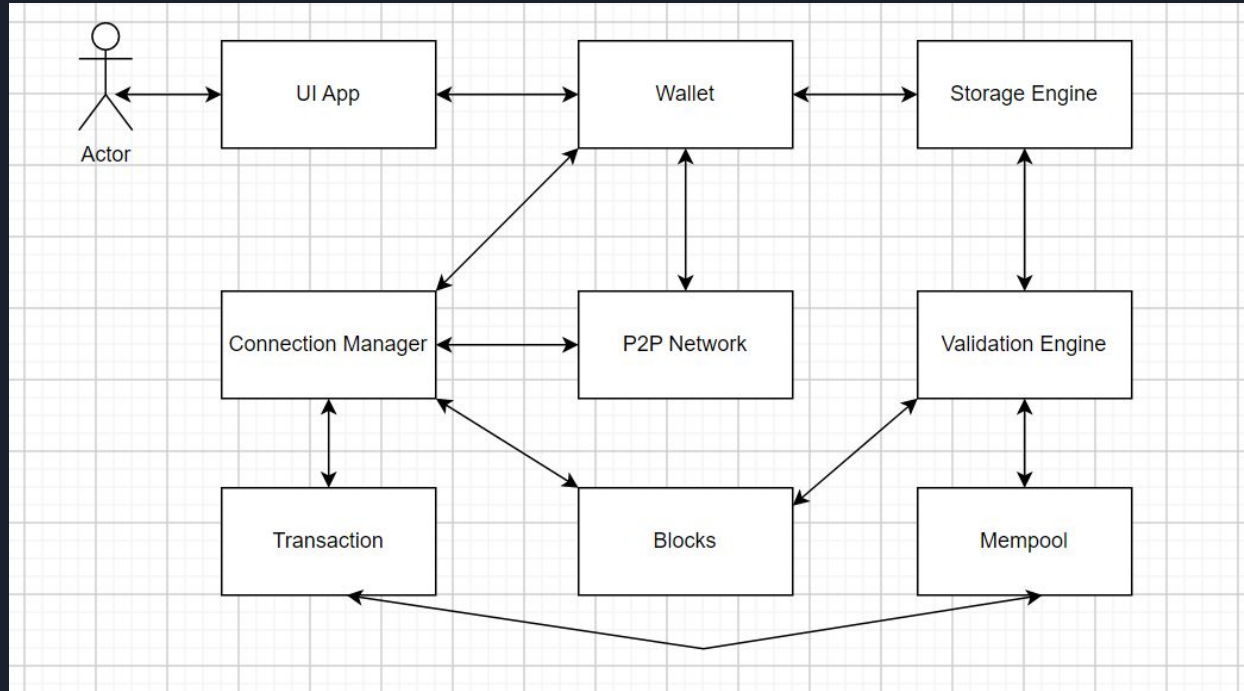 UI App
Wallet
Storage Engine
Actor
Connection Manager
P2P Network
Validation Engine
Transaction
Blocks
Mempool